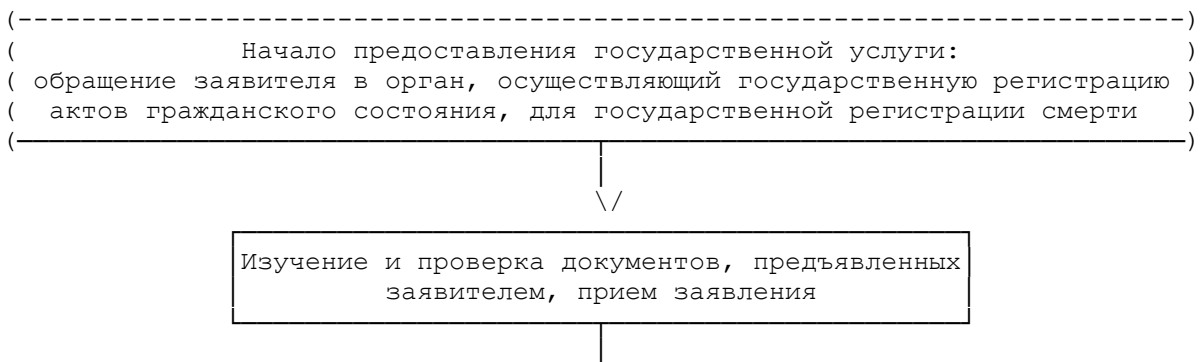 Начало предоставления государственной услуги:
обращение заявителя в орган, осуществляющий государственную регистрацию
актов гражданского состояния, для государственной регистрации смерти
Изучение и проверка документов, предъявленных
заявителем, прием заявления